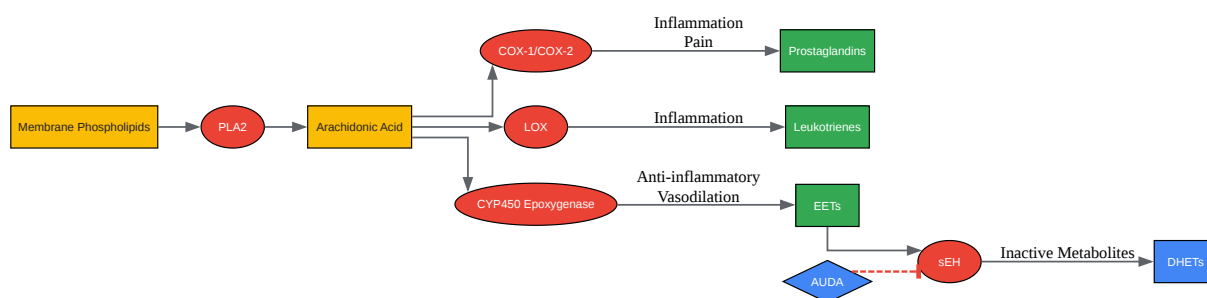 COX-1/COX-2
Inflammation
Pain
Prostaglandins
Membrane Phospholipids
PLA2
Arachidonic Acid
LOX
Inflammation
Leukotrienes
CYP450 Epoxygenase
Anti-inflammatory
Vasodilation
EETs
sEH
Inactive Metabolites
DHETs
AUDA